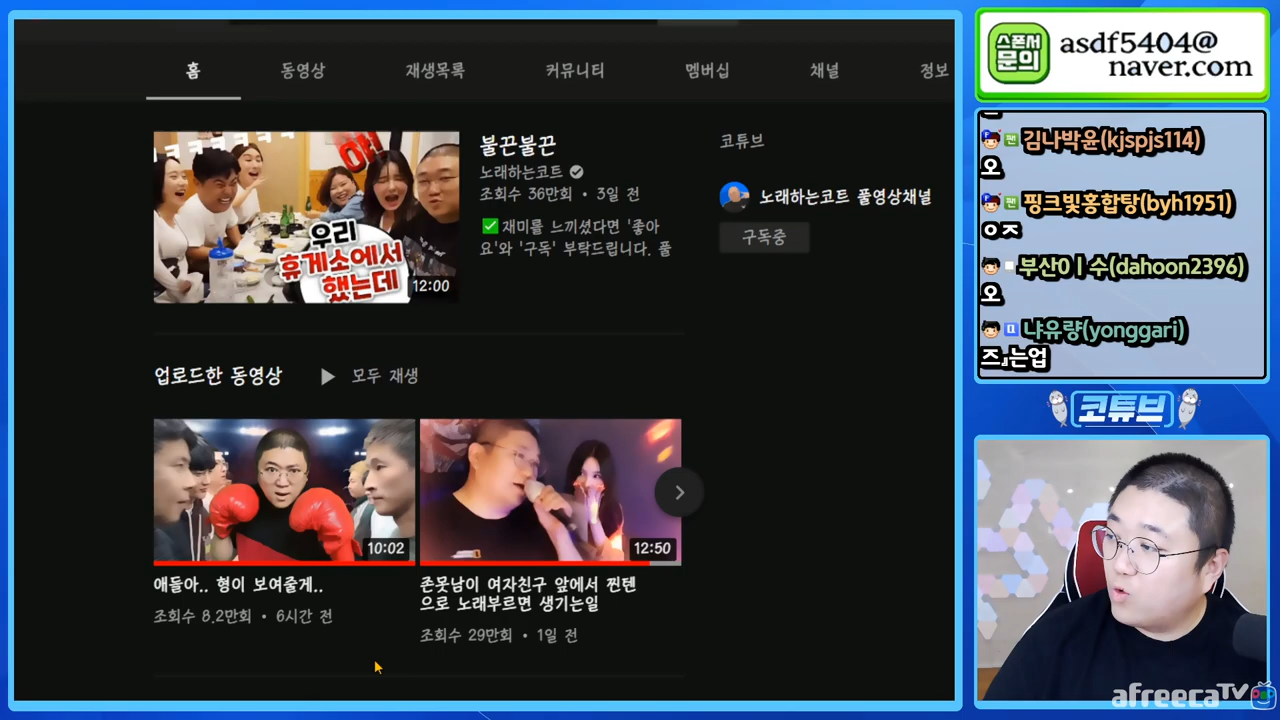 홈
동영상
재생목록
커뮤니티
멤버십
채널
정보
ㅋㅋㅋㅋ
우리
휴게소에서
했는데
12:00
불끈불끈
노래하는코트
조회수 36만회 • 3일 전
✅재미를 느끼셨다면 '좋아
요'와 '구독' 부탁드립니다. 풀
코튜브
노래하는코트 풀영상채널
구독중
업로드한 동영상
모두 재생
10:02
애들아.. 형이 보여줄게..
조회수 8.2만회 • 6시간 전
12:50
존못남이 여자친구 앞에서 찐텐
으로 노래부르면 생기는일
조회수 29만회 • 1일 전
스폰서
문의
asdf5404@
naver.com
팬 김나박윤(kjspjs114)
오
팬 핑크빛홍합탕(byh1951)
ㅇㅈ
부산0ㅣ수(dahoon2396)
오
냐유량(yonggari)
즈』는업
코튜브
afreecaTV